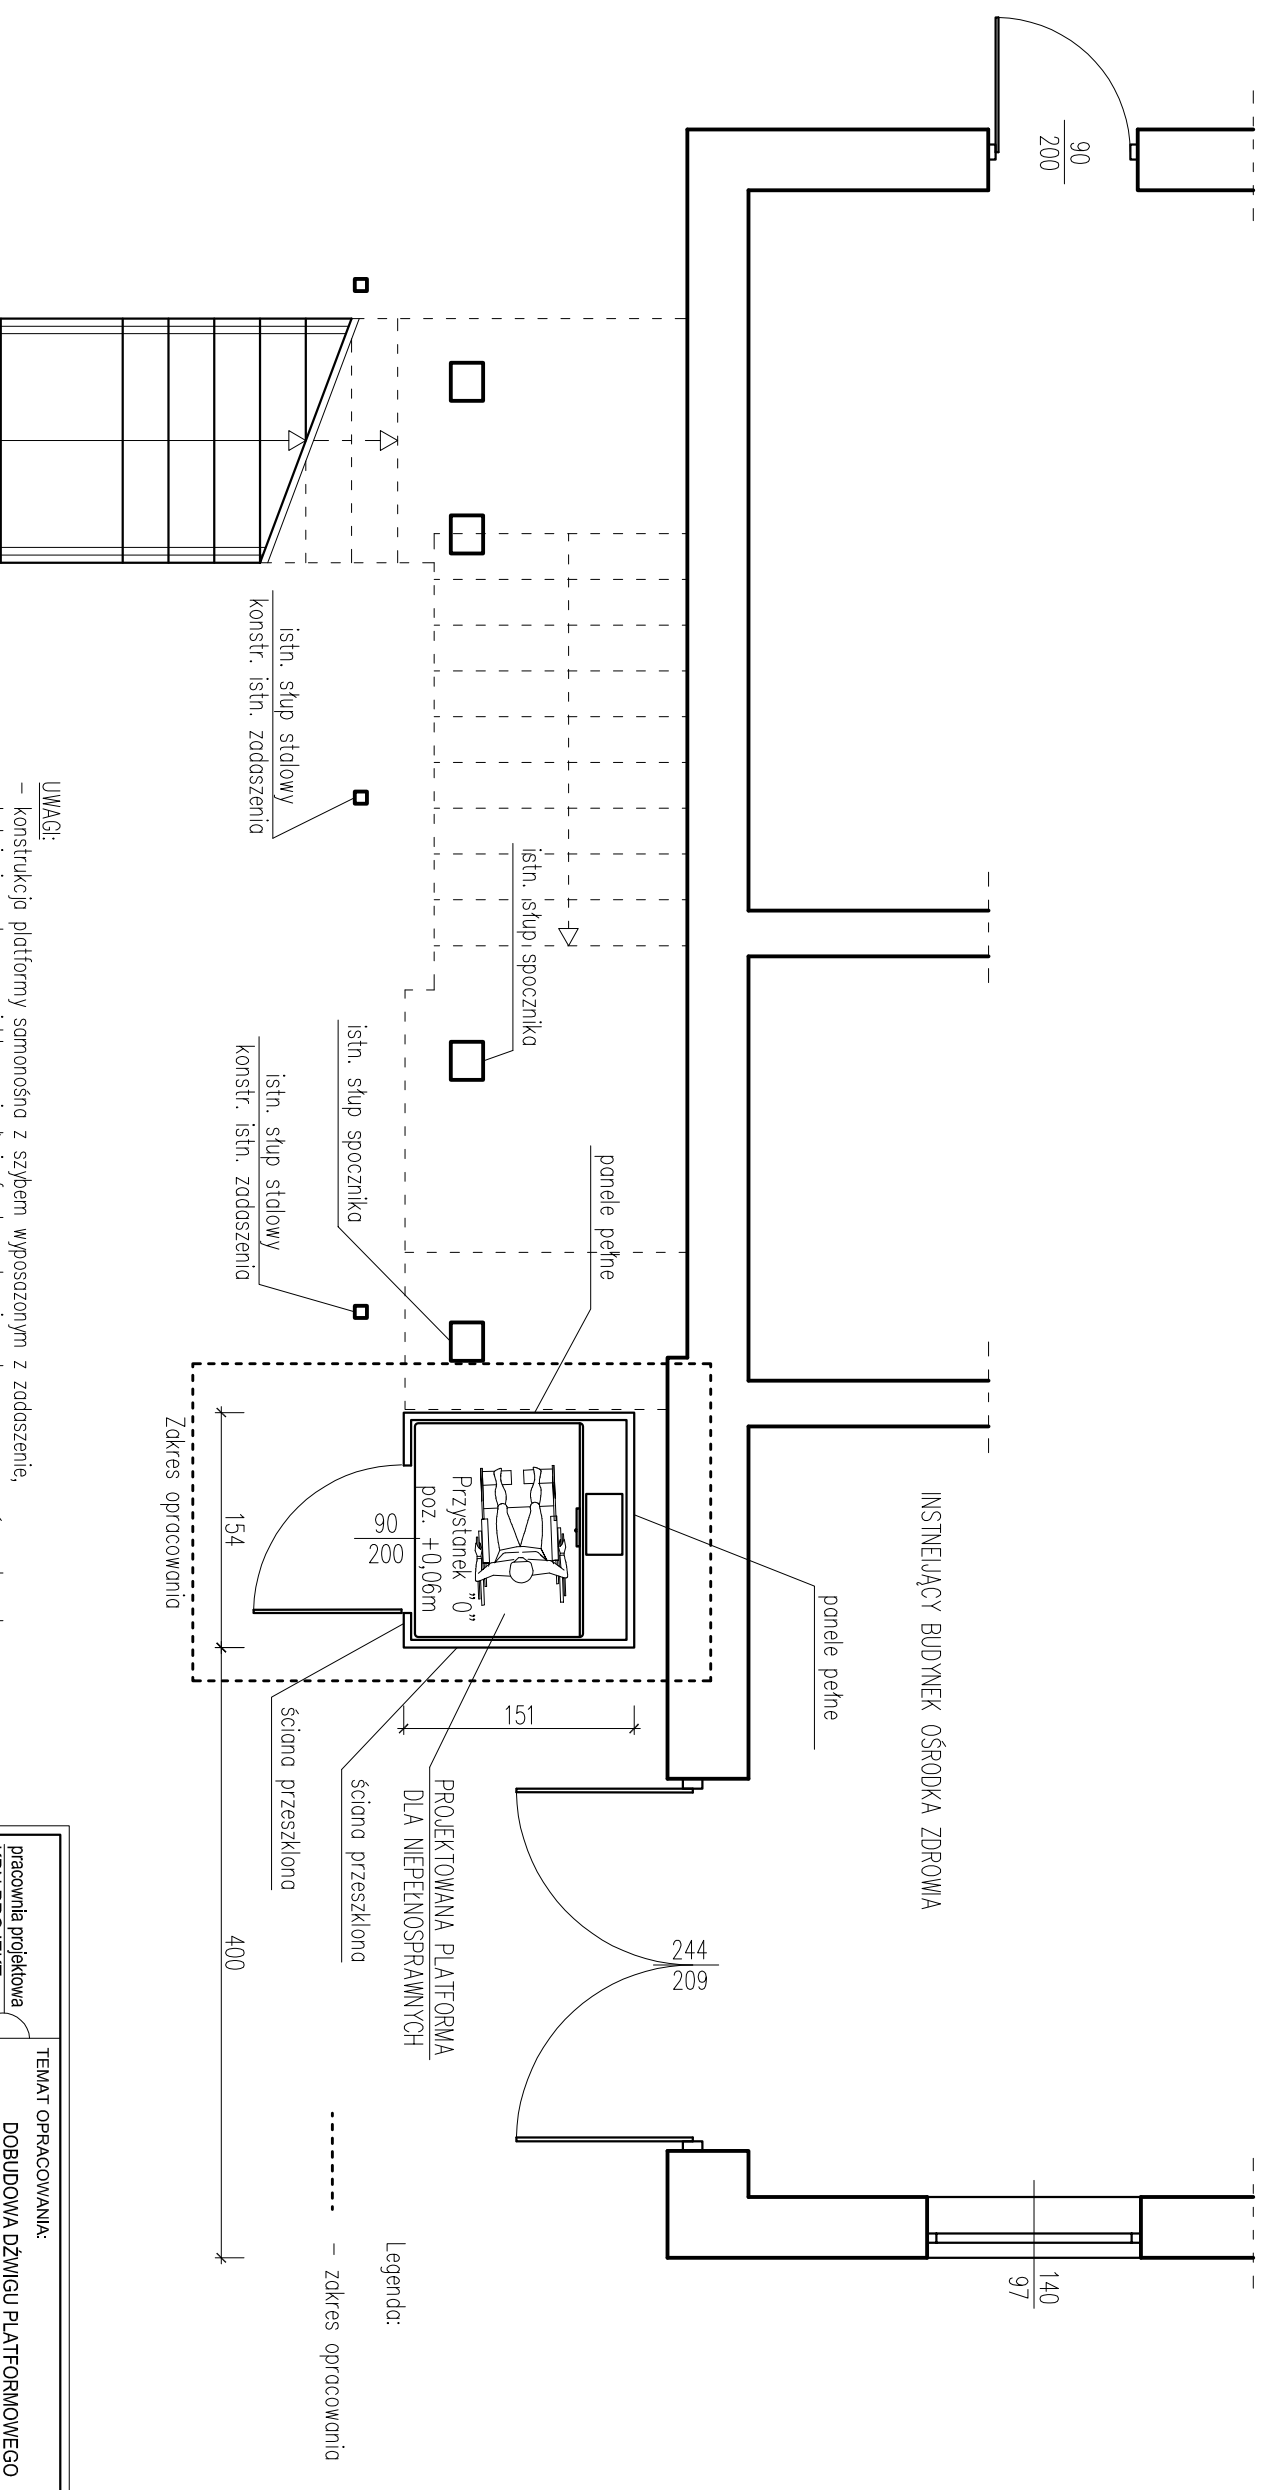 90
200
INSTNEIJĄCY BUDYNEK OŚRODKA ZDROWIA
140
97
panele pełne
panele pełne
244
209
istn. słup spocznika
Przystanek "0"
poz. +0,06m
90
200
151
PROJEKTOWANA PLATFORMA
DLA NIEPEŁNOSPRAWNYCH
istn. słup spocznika
ściana przeszklona
ściana przeszklona
istn. słup stalowy
konstr. istn. zadaszenia
istn. słup stalowy
konstr. istn. zadaszenia
154
400
Zakres opracowania
Legenda:
- zakres opracowania
UWAGI:
- konstrukcja platformy samonośna z szybem wyposażonym z zadaszenie,
pracownia projektowa
TEMAT OPRACOWANIA:
DOBUDOWA DŹWIGU PLATFORMOWEGO